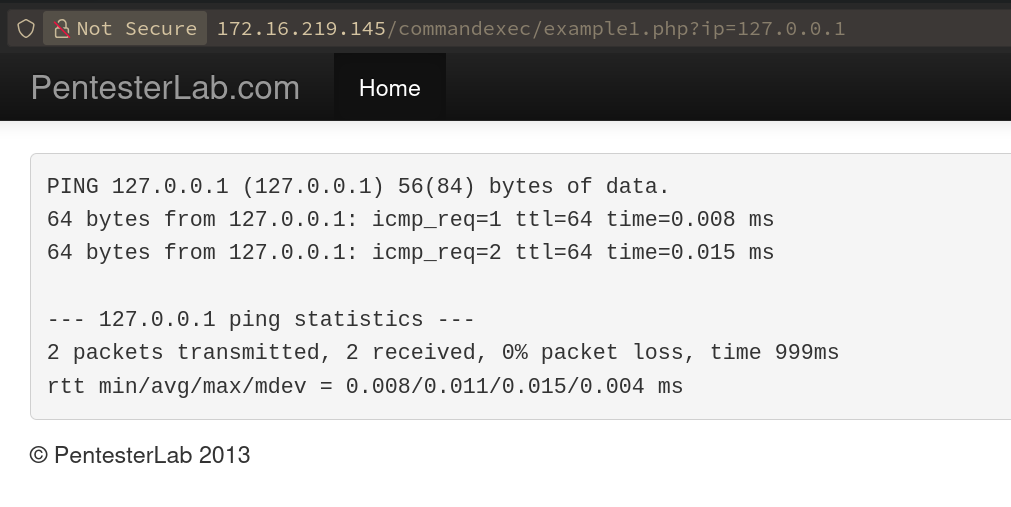 Not Secure 172.16.219.145/commandexec/example1.php?ip=127.0.0.1
PentesterLab.com Home
PING 127.0.0.1 (127.0.0.1) 56(84) bytes of data.
64 bytes from 127.0.0.1: icmp_req=1 ttl=64 time=0.008 ms
64 bytes from 127.0.0.1: icmp_req=2 ttl=64 time=0.015 ms
--- 127.0.0.1 ping statistics ---
2 packets transmitted, 2 received, 0% packet loss, time 999ms
rtt min/avg/max/mdev = 0.008/0.011/0.015/0.004 ms
© PentesterLab 2013